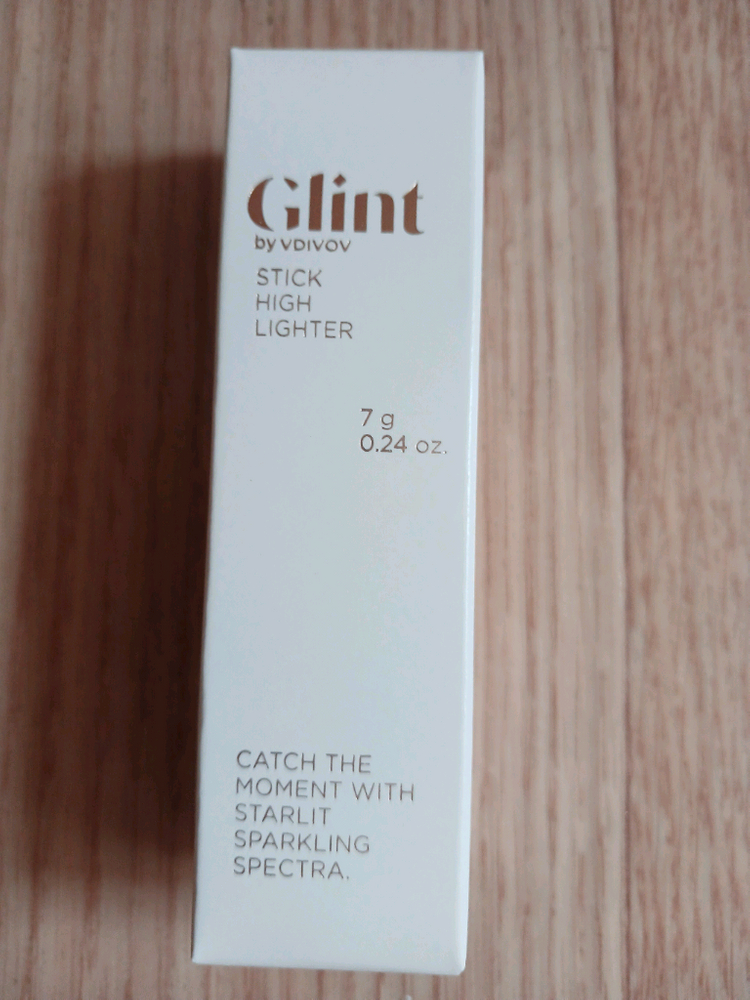 Glint
by VDIVOV
STICK
HIGH
LIGHTER
7 g
0.24 oz.
CATCH THE
MOMENT WITH
STARLIT
SPARKLING
SPECTRA.